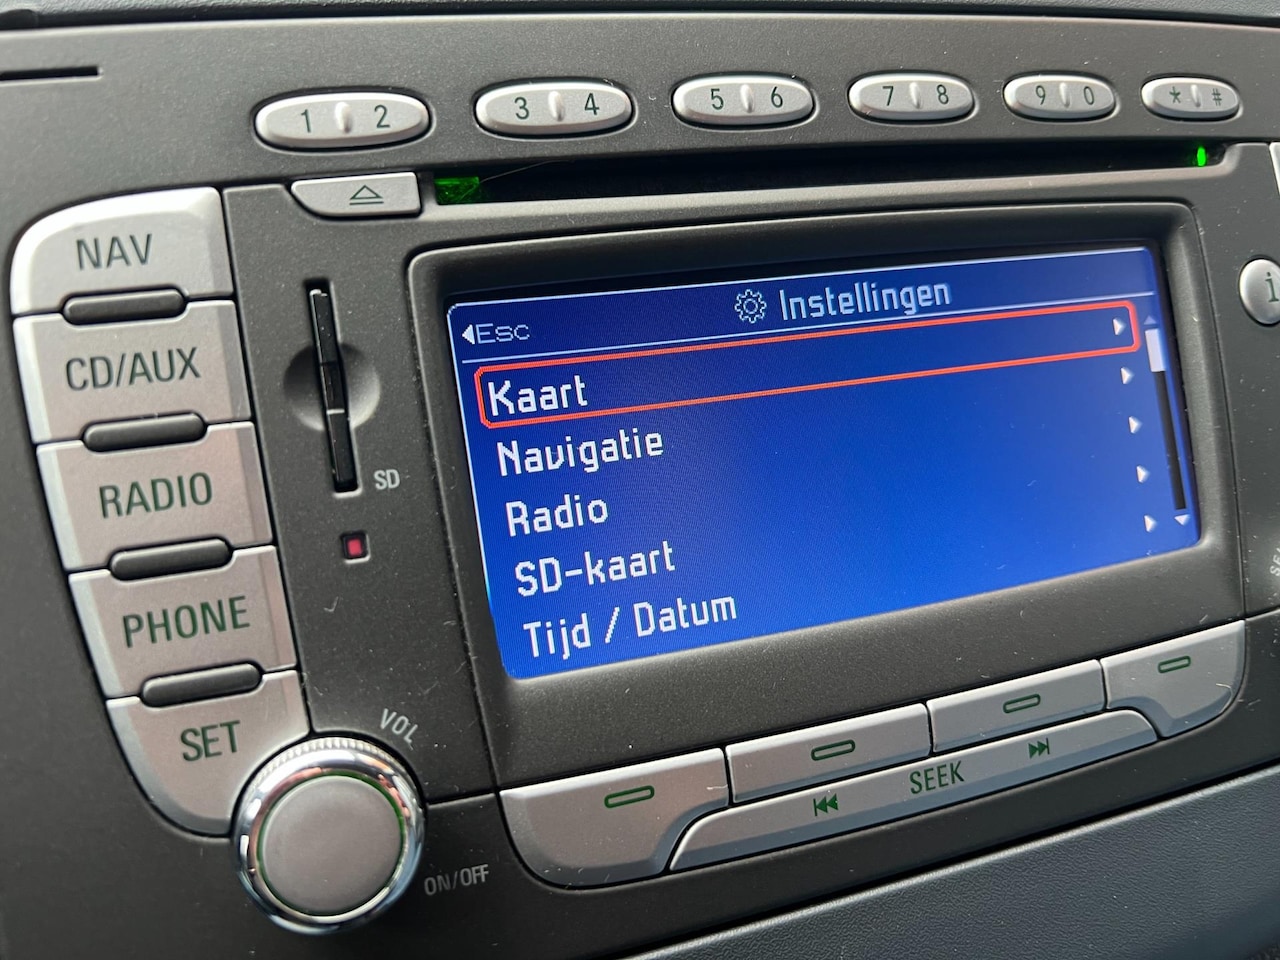 1 2 3 4 5 6 7 8 9 0 * #
NAV
CD/AUX
RADIO
PHONE
SET
SD
Esc
Instellingen
Kaart
Navigatie
Radio
SD-kaart
Tijd / Datum
VOL
ON/OFF
SEEK
i